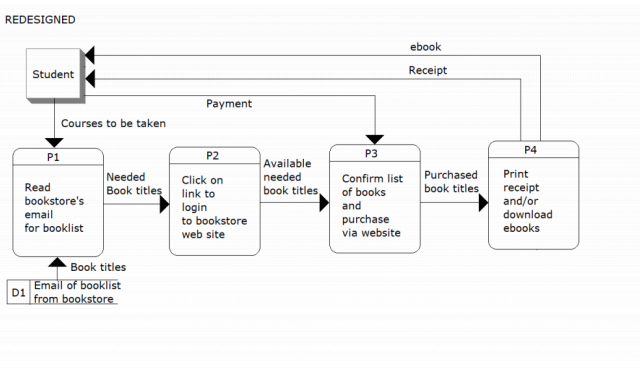 REDESIGNED
ebook
Student
Receipt
Payment
Courses to be taken
P1
Read
bookstore's
email
for booklist
Needed
Book titles
P2
Click on
link to
login
to bookstore
web site
Available
needed
book titles
P3
Confirm list
of books
and
purchase
via website
Purchased
book titles
P4
Print
receipt
and/or
download
ebooks
Book titles
D1
Email of booklist
from bookstore